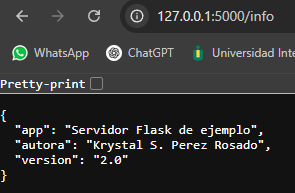 127.0.0.1:5000/info
WhatsApp ChatGPT Universidad Inte
Pretty-print
{
"app": "Servidor Flask de ejemplo",
"autora": "Krystal S. Perez Rosado",
"version": "2.0"
}